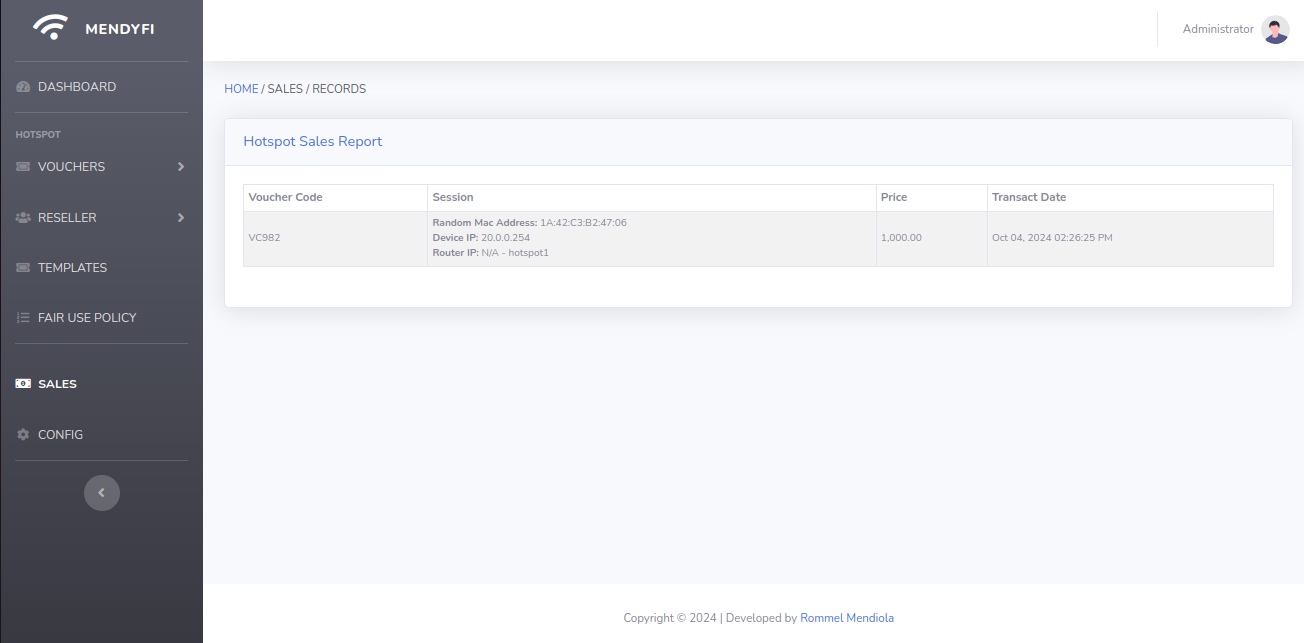 MENDYFI
Administrator
DASHBOARD
HOTSPOT
VOUCHERS
RESELLER
TEMPLATES
FAIR USE POLICY
SALES
CONFIG
HOME / SALES / RECORDS
Hotspot Sales Report
Voucher Code Session Price Transact Date
VC982
Random Mac Address: 1A:42:C3:B2:47:06
Device IP: 20.0.0.254
Router IP: N/A - hotspot1
1,000.00
Oct 04, 2024 02:26:25 PM
Copyright © 2024 | Developed by Rommel Mendiola